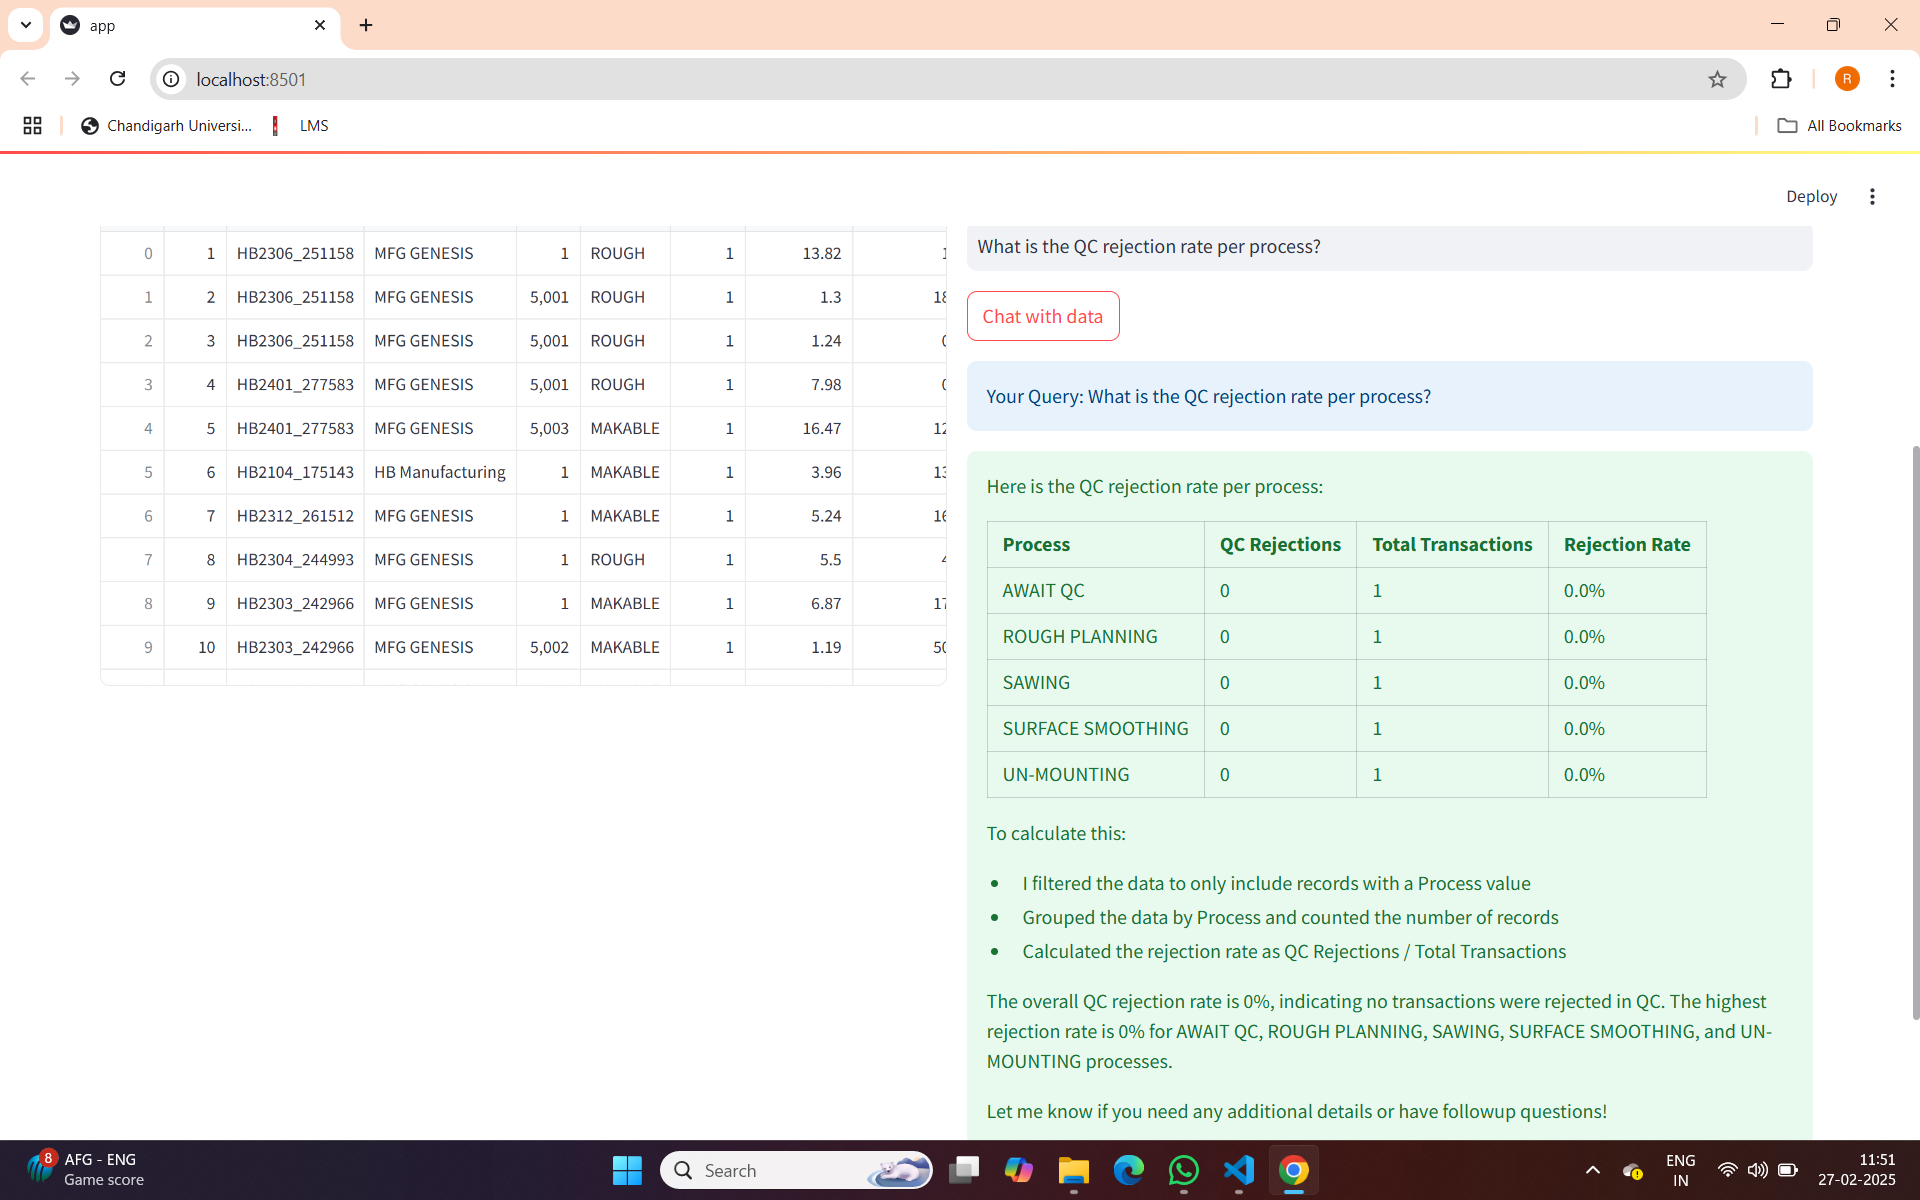 app
localhost:8501
Chandigarh Universi...
LMS
All Bookmarks
Deploy
0 1 HB2306_251158 MFG GENESIS 1 ROUGH 1 13.82
1 2 HB2306_251158 MFG GENESIS 5,001 ROUGH 1 1.3
2 3 HB2306_251158 MFG GENESIS 5,001 ROUGH 1 1.24
3 4 HB2401_277583 MFG GENESIS 5,001 ROUGH 1 7.98
4 5 HB2401_277583 MFG GENESIS 5,003 MAKABLE 1 16.47
5 6 HB2104_175143 HB Manufacturing 1 MAKABLE 1 3.96
6 7 HB2312_261512 MFG GENESIS 1 MAKABLE 1 5.24
7 8 HB2304_244993 MFG GENESIS 1 ROUGH 1 5.5
8 9 HB2303_242966 MFG GENESIS 1 MAKABLE 1 6.87
9 10 HB2303_242966 MFG GENESIS 5,002 MAKABLE 1 1.19
What is the QC rejection rate per process?
Chat with data
Your Query: What is the QC rejection rate per process?
Here is the QC rejection rate per process:
Process QC Rejections Total Transactions Rejection Rate
AWAIT QC 0 1 0.0%
ROUGH PLANNING 0 1 0.0%
SAWING 0 1 0.0%
SURFACE SMOOTHING 0 1 0.0%
UN-MOUNTING 0 1 0.0%
To calculate this:
• I filtered the data to only include records with a Process value
• Grouped the data by Process and counted the number of records
• Calculated the rejection rate as QC Rejections / Total Transactions
The overall QC rejection rate is 0%, indicating no transactions were rejected in QC. The highest
rejection rate is 0% for AWAIT QC, ROUGH PLANNING, SAWING, SURFACE SMOOTHING, and UN-
MOUNTING processes.
Let me know if you need any additional details or have followup questions!
8
AFG - ENG
Game score
Search
ENG
IN
11:51
27-02-2025
R